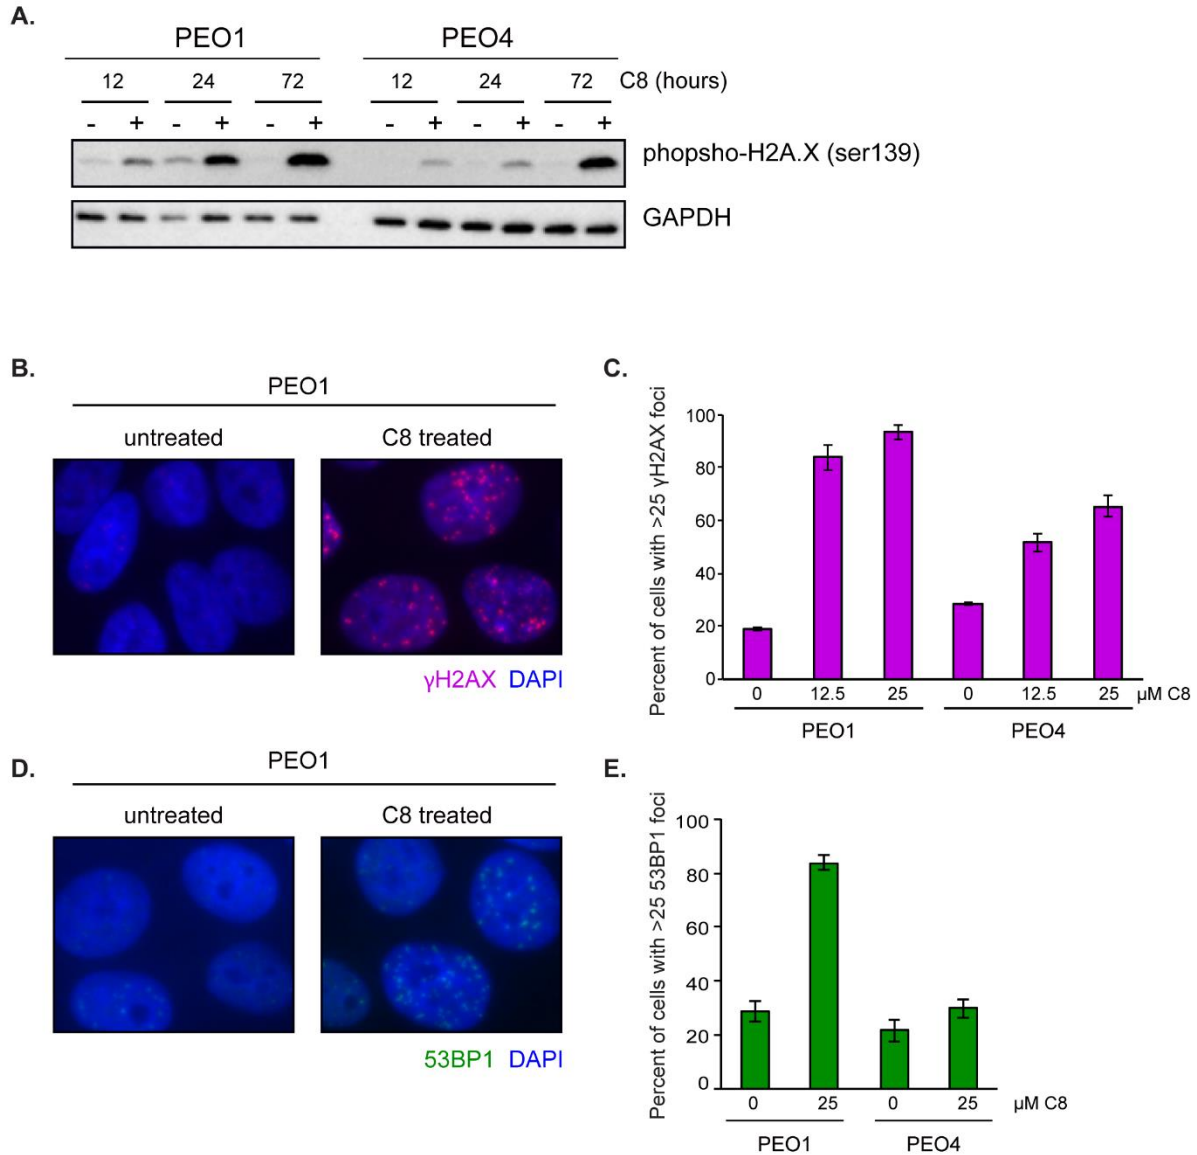 A.
PEO1 PEO4
12 24 72 12 24 72 C8 (hours)
- + - + - + - + - + - +
phopsho-H2A.X (ser139)
GAPDH
B.
PEO1
untreated C8 treated
γH2AX DAPI
C.
Percent of cells with >25 γH2AX foci
100
80
60
40
20
0
0 12.5 25 0 12.5 25 µM C8
PEO1 PEO4
D.
PEO1
untreated C8 treated
53BP1 DAPI
E.
Percent of cells with >25 53BP1 foci
100
80
60
40
20
0
0 25 0 25 µM C8
PEO1 PEO4